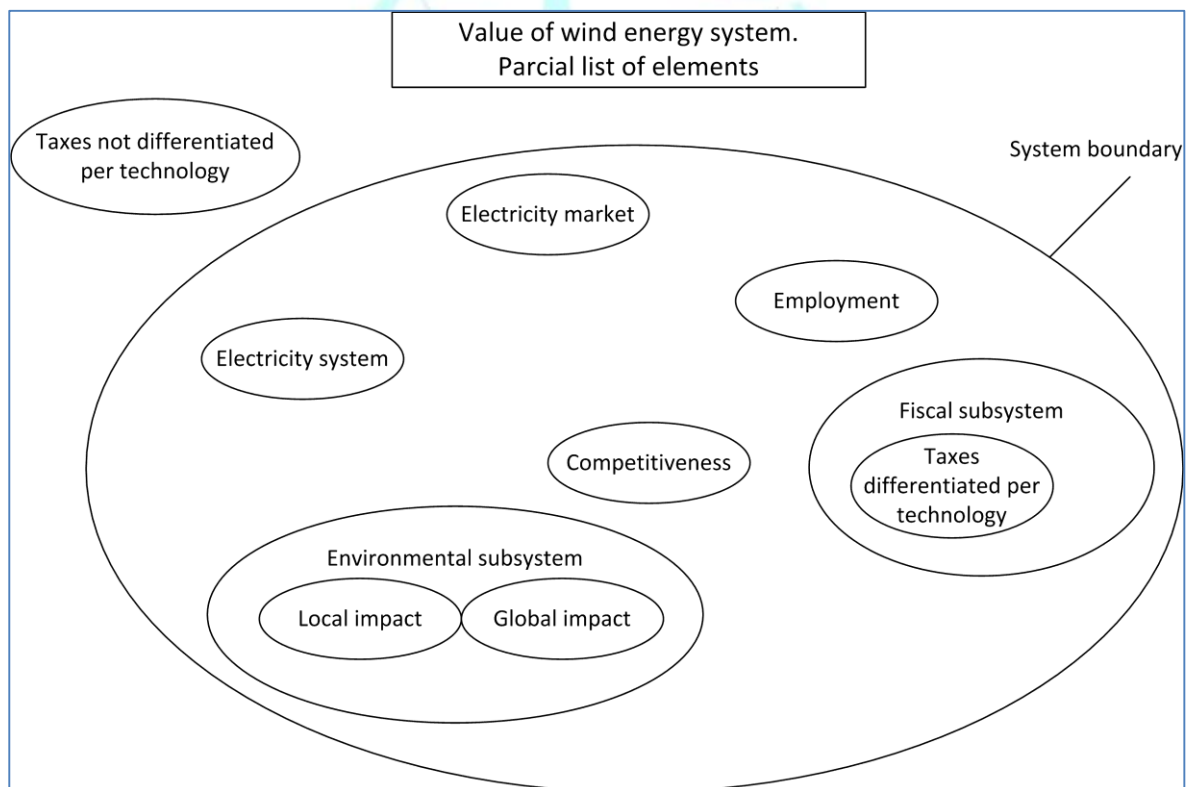 Value of wind energy system.
Parcial list of elements
Taxes not differentiated
per technology
System boundary
Electricity market
Employment
Electricity system
Fiscal subsystem
Competitiveness
Taxes
differentiated per
technology
Environmental subsystem
Local impact
Global impact